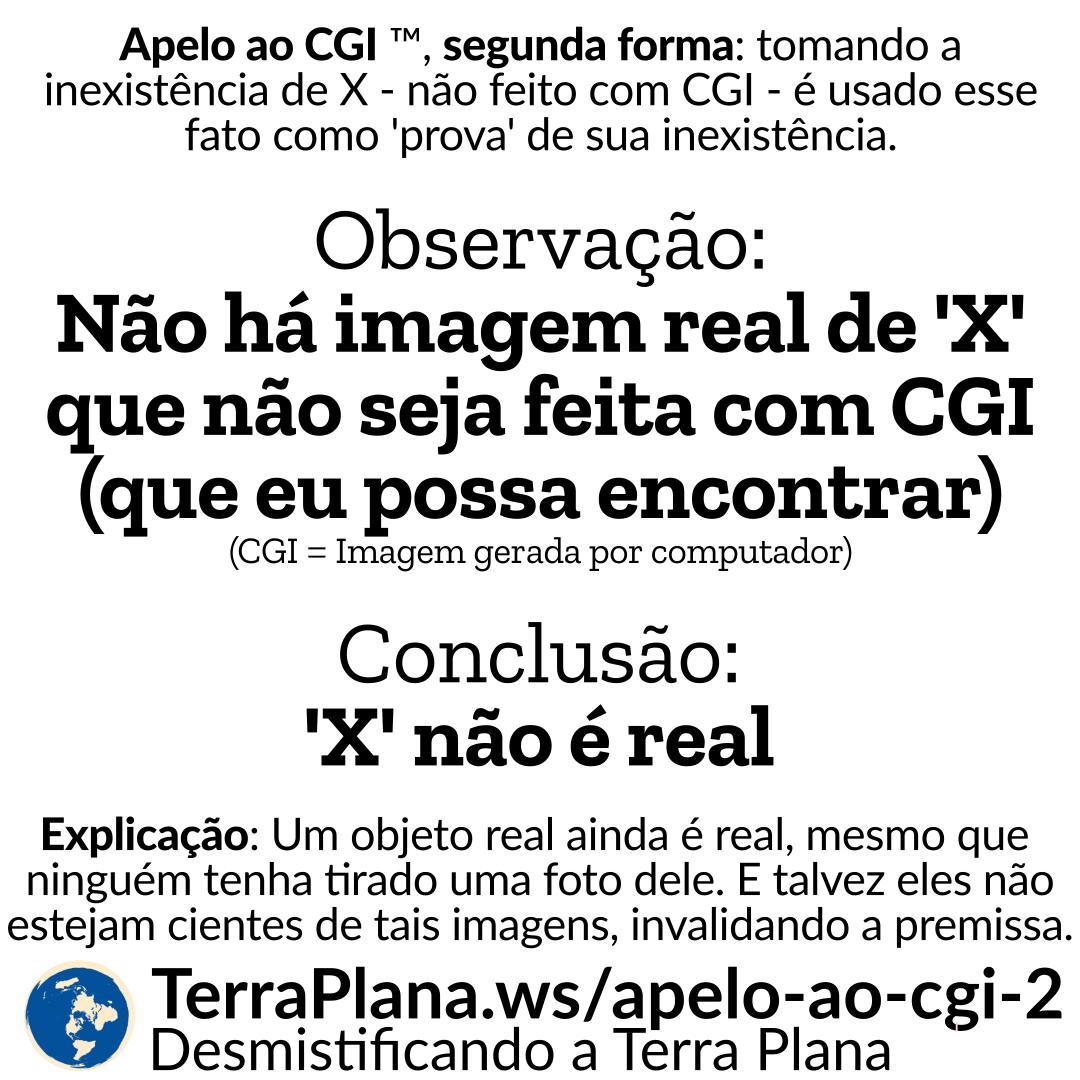 Apelo ao CGI ™, segunda forma: tomando a
inexistência de X - não feito com CGI - é usado esse
fato como 'prova' de sua inexistência.
Observação:
Não há imagem real de 'X'
que não seja feita com CGI
(que eu possa encontrar)
(CGI = Imagem gerada por computador)
Conclusão:
'X' não é real
Explicação: Um objeto real ainda é real, mesmo que
ninguém tenha tirado uma foto dele. E talvez eles não
estejam cientes de tais imagens, invalidando a premissa.
TerraPlana.ws/apelo-ao-cgi-2
Desmistificando a Terra Plana